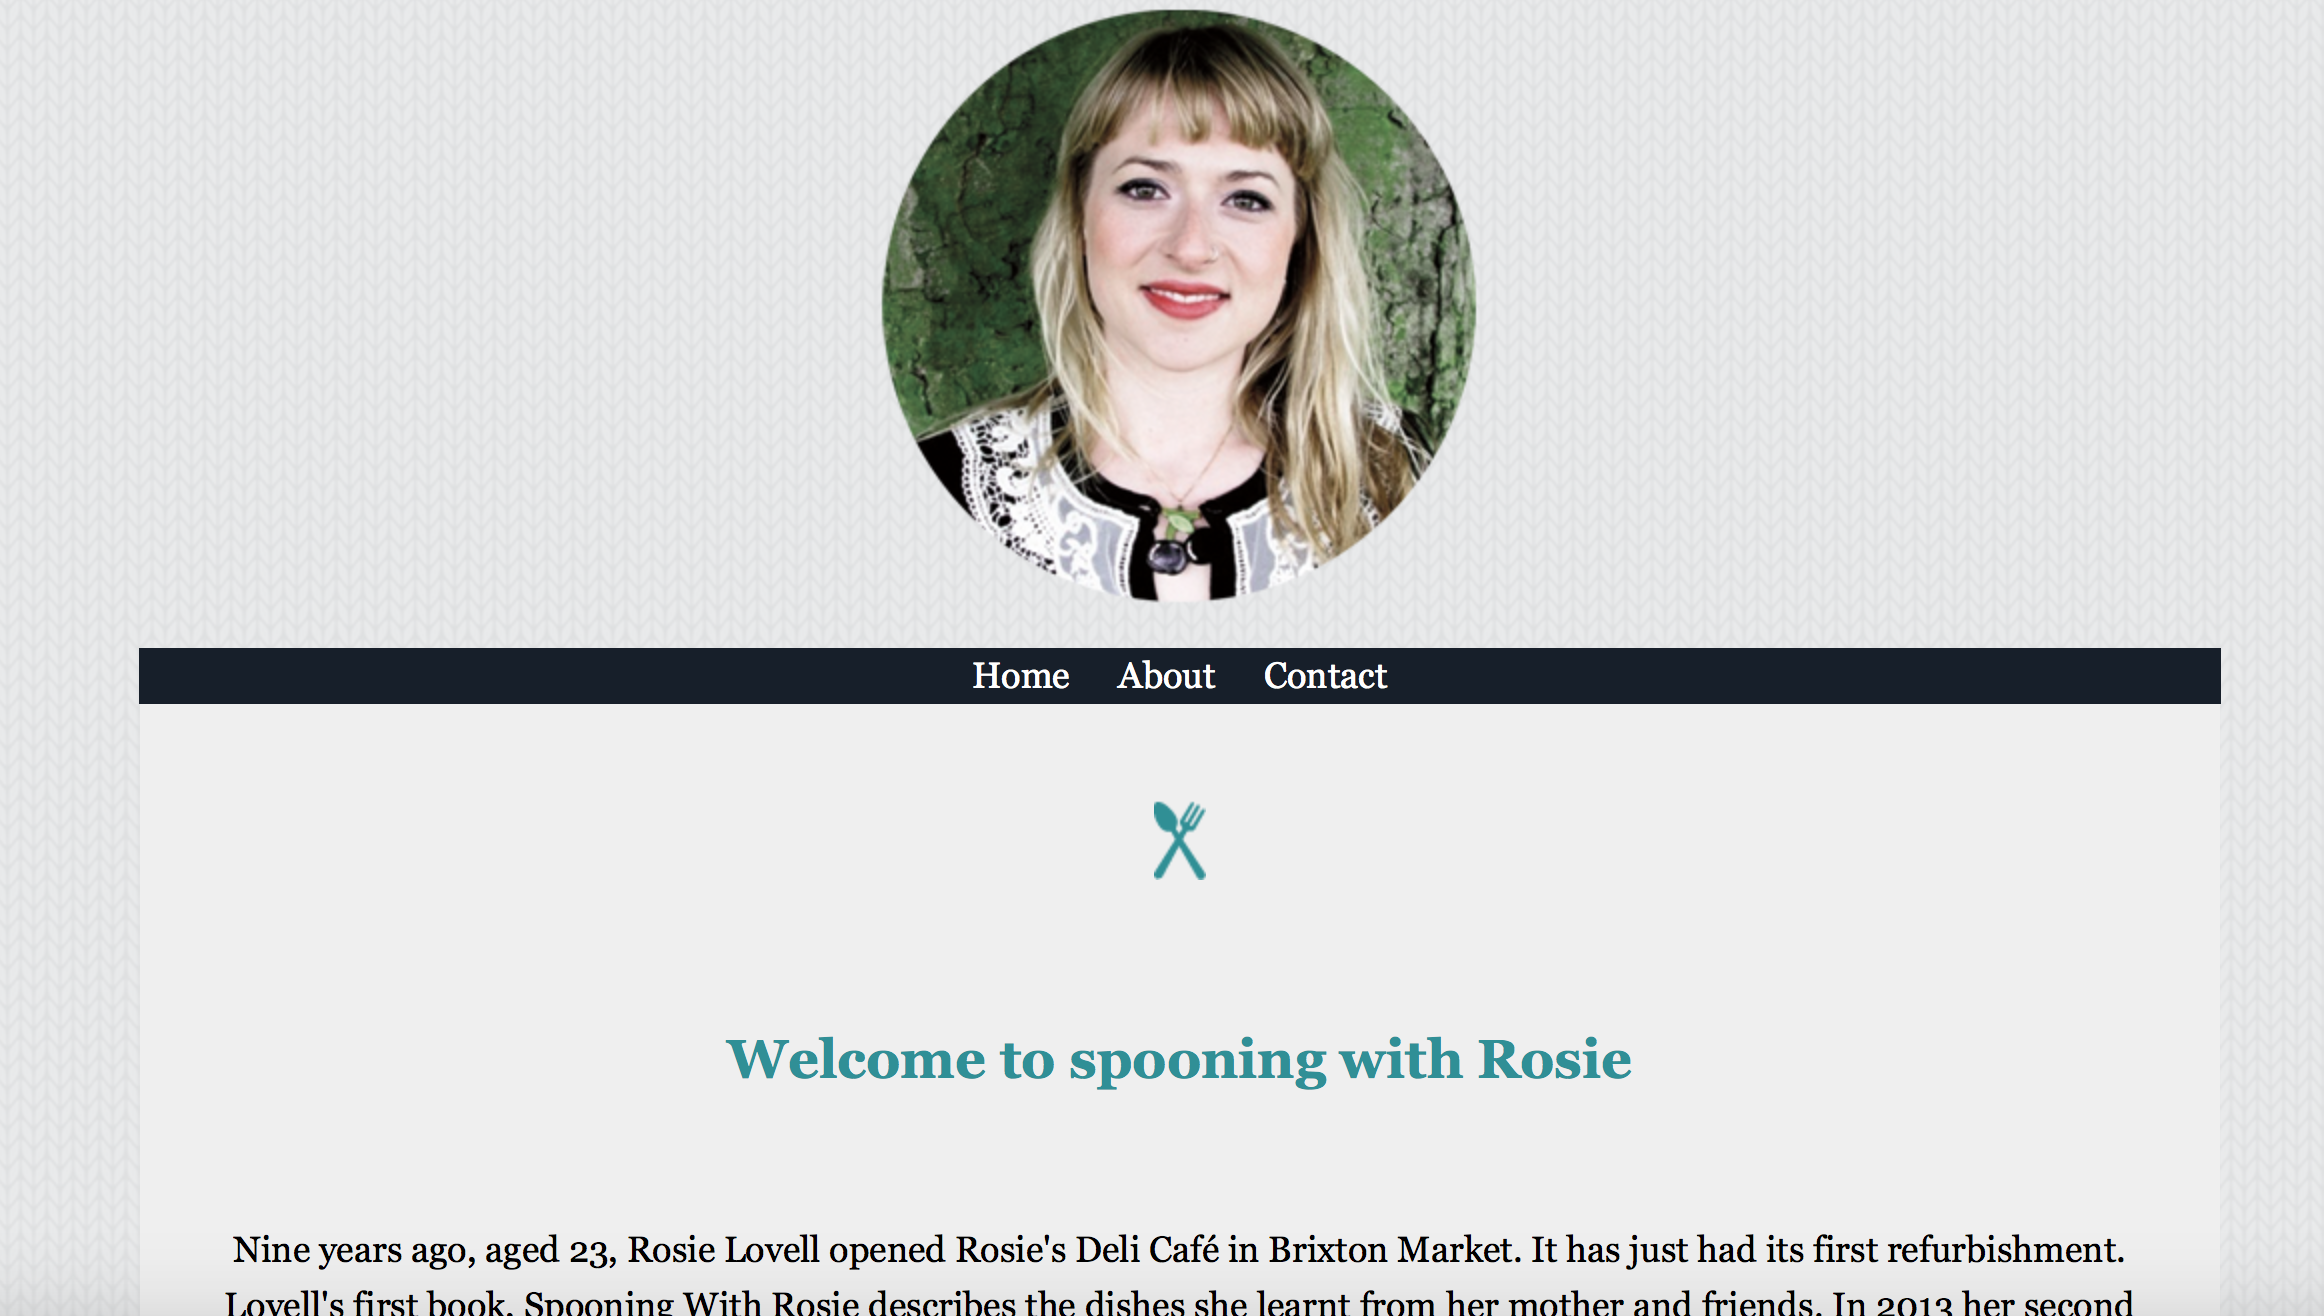 Home About Contact
Welcome to spooning with Rosie
Nine years ago, aged 23, Rosie Lovell opened Rosie's Deli Café in Brixton Market. It has just had its first refurbishment.
Lovell's first book, Spooning With Rosie describes the dishes she learnt from her mother and friends. In 2013 her second